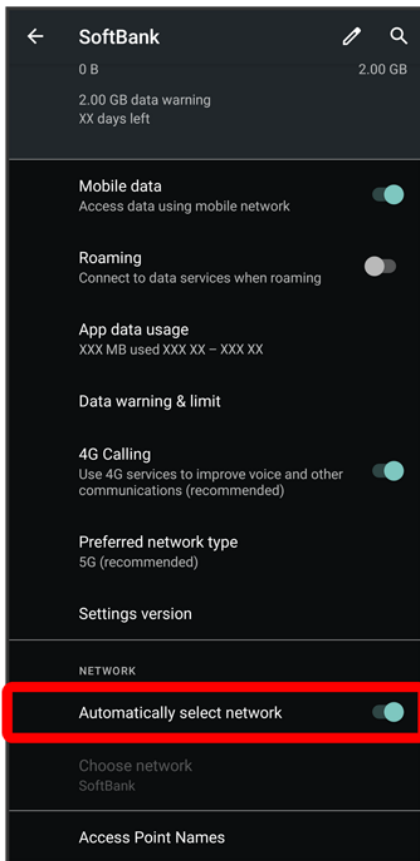 SoftBank
0 B 2.00 GB
2.00 GB data warning
XX days left
Mobile data
Access data using mobile network
Roaming
Connect to data services when roaming
App data usage
XXX MB used XXX XX – XXX XX
Data warning & limit
4G Calling
Use 4G services to improve voice and other
communications (recommended)
Preferred network type
5G (recommended)
Settings version
NETWORK
Automatically select network
Choose network
SoftBank
Access Point Names